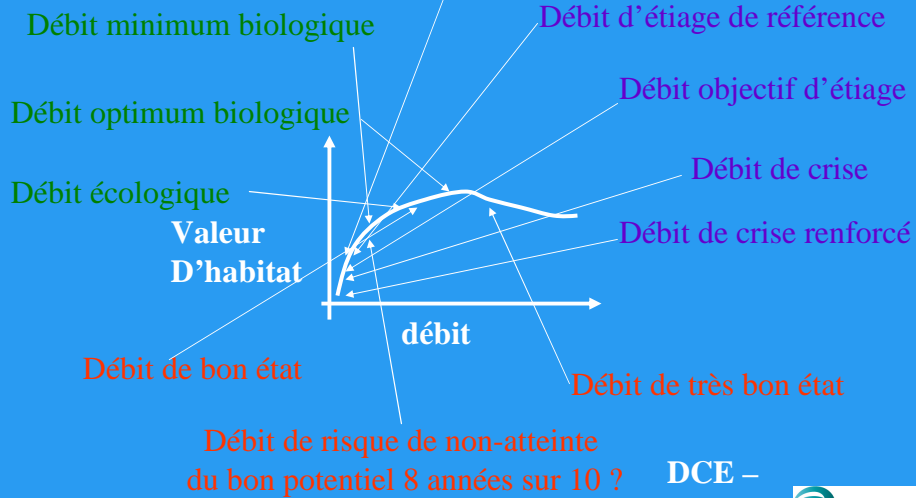 Débit minimum biologique
Débit d’étiage de référence
Débit objectif d’étiage
Débit optimum biologique
Débit de crise
Débit écologique
Valeur
D’habitat
Débit de crise renforcé
débit
Débit de bon état
Débit de très bon état
Débit de risque de non-atteinte
du bon potentiel 8 années sur 10 ?
DCE –